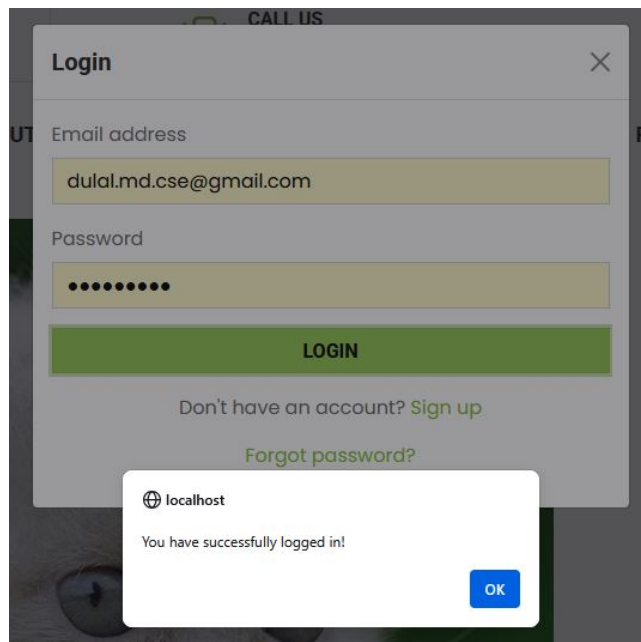 CALL US
Login
UT
Email address
dulal.md.cse@gmail.com
Password
LOGIN
Don't have an account? Sign up
Forgot password?
localhost
You have successfully logged in!
OK